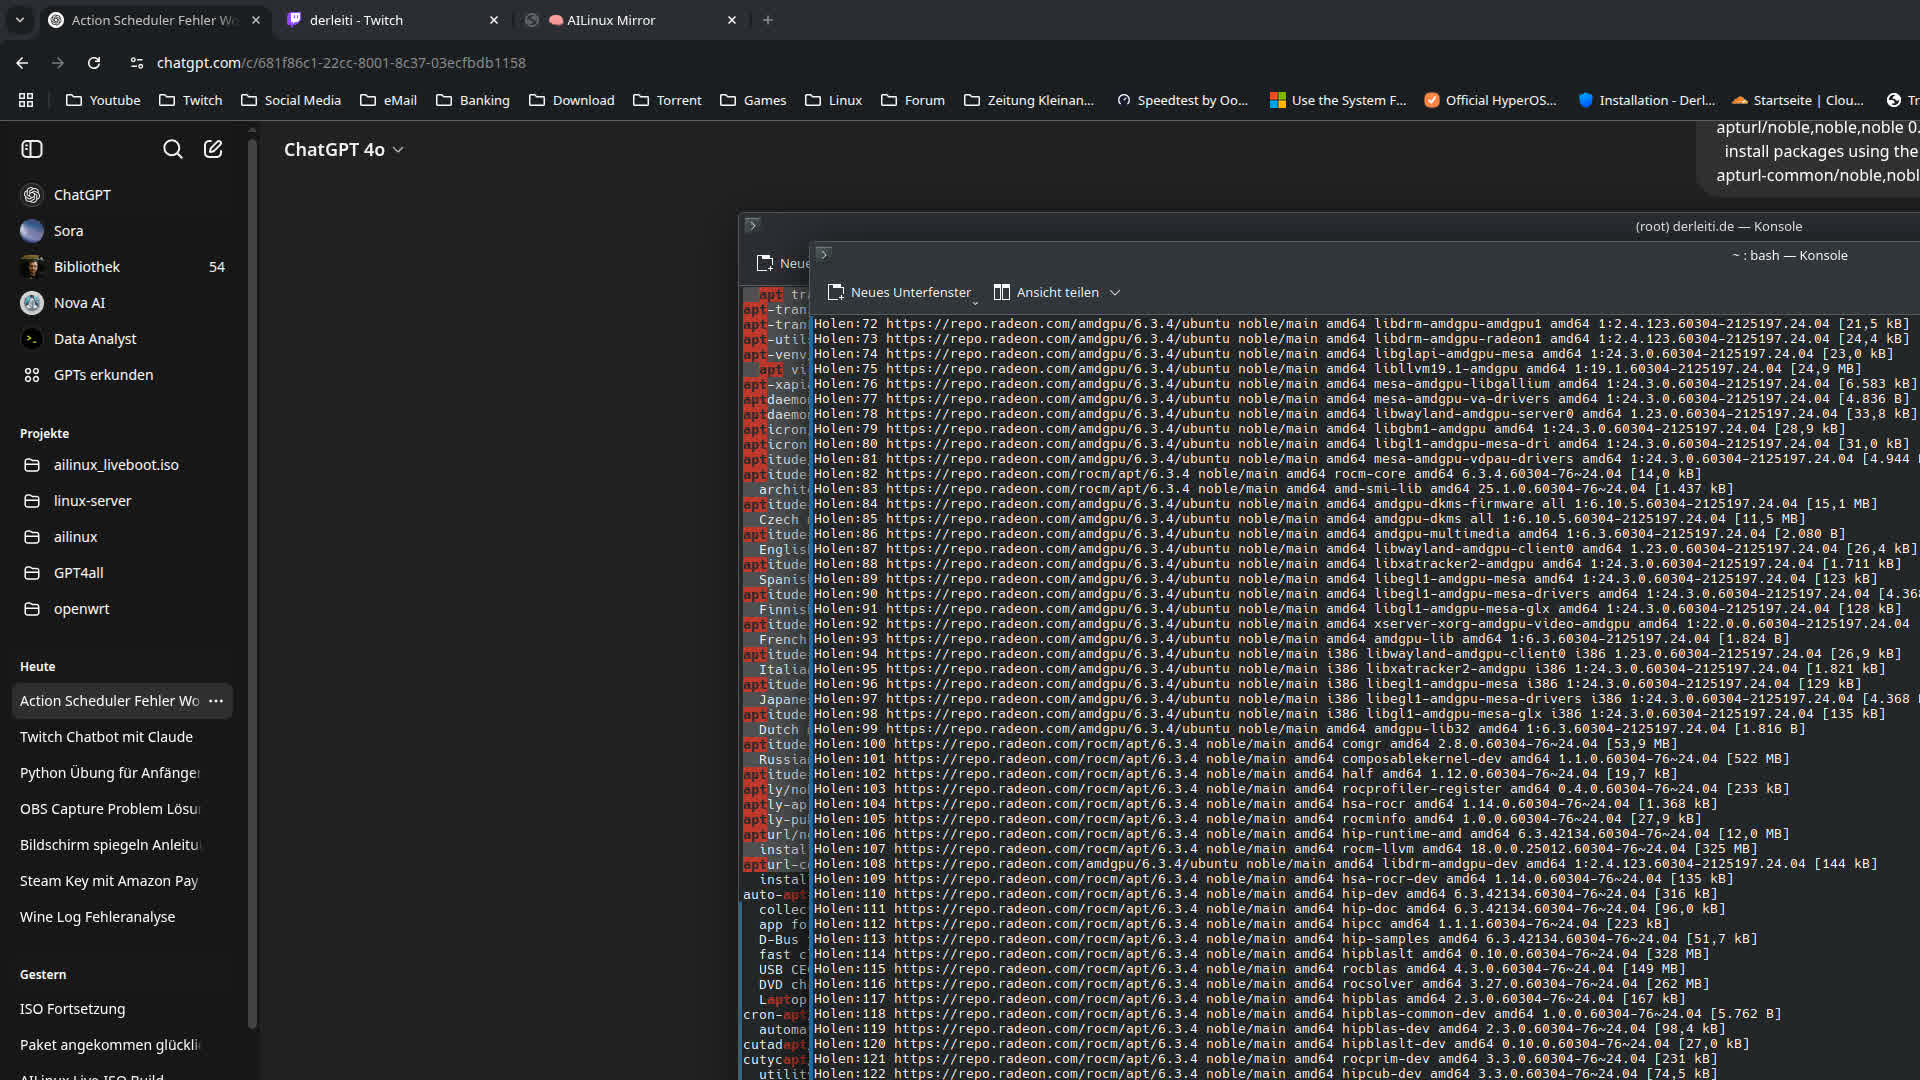 Action Scheduler Fehler Wo
derleiti - Twitch
AILinux Mirror
chatgpt.com/c/681f86c1-22cc-8001-8c37-03ecfbdb1158
Youtube
Twitch
Social Media
eMail
Banking
Download
Torrent
Games
Linux
Forum
Zeitung Kleinan...
Speedtest by Oo...
Use the System F...
Official HyperOS...
Installation - Derl...
Startseite | Clou...
Tr
ChatGPT 4o
apturl/noble,noble,noble 0.
install packages using the
apturl-common/noble,nobl
ChatGPT
Sora
Bibliothek 54
Nova AI
Data Analyst
GPTs erkunden
Projekte
ailinux_liveboot.iso
linux-server
ailinux
GPT4all
openwrt
Heute
Action Scheduler Fehler Wo
Twitch Chatbot mit Claude
Python Übung für Anfänger
OBS Capture Problem Lösu
Bildschirm spiegeln Anleitu
Steam Key mit Amazon Pay
Wine Log Fehleranalyse
Gestern
ISO Fortsetzung
Paket angekommen glückli
AILinux Live ISO Build
(root) derleiti.de — Konsole
Neue
apt tra
apt-tran
apt-tran
apt-util
apt-venv
apt vi
apt-xapi
aptdaemo
aptdaemo
apticron
apticron
aptitude
aptitude
archit
aptitude
Czech
aptitude
Englis
aptitude
Spanis
aptitude
Finnis
aptitude
French
aptitude
Italia
aptitude
Japane
aptitude
Dutch
aptitude
Russia
aptitude
aptly/no
aptly-ap
aptly-pu
apturl/n
instal
apturl-c
instal
auto-apt
collec
app fo
D-Bus
fast c
USB CE
DVD ch
Laptop
cron-apt
automa
cutadapt
cutycapt
utilit
~ : bash — Konsole
Neues Unterfenster
Ansicht teilen
Holen:72 https://repo.radeon.com/amdgpu/6.3.4/ubuntu noble/main amd64 libdrm-amdgpu-amdgpu1 amd64 1:2.4.123.60304-2125197.24.04 [21,5 kB]
Holen:73 https://repo.radeon.com/amdgpu/6.3.4/ubuntu noble/main amd64 libdrm-amdgpu-radeon1 amd64 1:2.4.123.60304-2125197.24.04 [24,4 kB]
Holen:74 https://repo.radeon.com/amdgpu/6.3.4/ubuntu noble/main amd64 libglapi-amdgpu-mesa amd64 1:24.3.0.60304-2125197.24.04 [23,0 kB]
Holen:75 https://repo.radeon.com/amdgpu/6.3.4/ubuntu noble/main amd64 libllvm19.1-amdgpu amd64 1:19.1.60304-2125197.24.04 [24,9 MB]
Holen:76 https://repo.radeon.com/amdgpu/6.3.4/ubuntu noble/main amd64 mesa-amdgpu-libgallium amd64 1:24.3.0.60304-2125197.24.04 [6.583 kB]
Holen:77 https://repo.radeon.com/amdgpu/6.3.4/ubuntu noble/main amd64 mesa-amdgpu-va-drivers amd64 1:24.3.0.60304-2125197.24.04 [4.836 B]
Holen:78 https://repo.radeon.com/amdgpu/6.3.4/ubuntu noble/main amd64 libwayland-amdgpu-server0 amd64 1.23.0.60304-2125197.24.04 [33,8 kB]
Holen:79 https://repo.radeon.com/amdgpu/6.3.4/ubuntu noble/main amd64 libgbm1-amdgpu amd64 1:24.3.0.60304-2125197.24.04 [28,9 kB]
Holen:80 https://repo.radeon.com/amdgpu/6.3.4/ubuntu noble/main amd64 libgl1-amdgpu-mesa-dri amd64 1:24.3.0.60304-2125197.24.04 [31,0 kB]
Holen:81 https://repo.radeon.com/amdgpu/6.3.4/ubuntu noble/main amd64 mesa-amdgpu-vdpau-drivers amd64 1:24.3.0.60304-2125197.24.04 [4.944
Holen:82 https://repo.radeon.com/rocm/apt/6.3.4 noble/main amd64 rocm-core amd64 6.3.4.60304-76~24.04 [14,0 kB]
Holen:83 https://repo.radeon.com/rocm/apt/6.3.4 noble/main amd64 amd-smi-lib amd64 25.1.0.60304-76~24.04 [1.437 kB]
Holen:84 https://repo.radeon.com/amdgpu/6.3.4/ubuntu noble/main amd64 amdgpu-dkms-firmware all 1:6.10.5.60304-2125197.24.04 [15,1 MB]
Holen:85 https://repo.radeon.com/amdgpu/6.3.4/ubuntu noble/main amd64 amdgpu-dkms all 1:6.10.5.60304-2125197.24.04 [11,5 MB]
Holen:86 https://repo.radeon.com/amdgpu/6.3.4/ubuntu noble/main amd64 amdgpu-multimedia amd64 1:6.3.60304-2125197.24.04 [2.080 B]
Holen:87 https://repo.radeon.com/amdgpu/6.3.4/ubuntu noble/main amd64 libwayland-amdgpu-client0 amd64 1.23.0.60304-2125197.24.04 [26,4 kB]
Holen:88 https://repo.radeon.com/amdgpu/6.3.4/ubuntu noble/main amd64 libxatracker2-amdgpu amd64 1:24.3.0.60304-2125197.24.04 [1.711 kB]
Holen:89 https://repo.radeon.com/amdgpu/6.3.4/ubuntu noble/main amd64 libegl1-amdgpu-mesa amd64 1:24.3.0.60304-2125197.24.04 [123 kB]
Holen:90 https://repo.radeon.com/amdgpu/6.3.4/ubuntu noble/main amd64 libegl1-amdgpu-mesa-drivers amd64 1:24.3.0.60304-2125197.24.04 [4.368
Holen:91 https://repo.radeon.com/amdgpu/6.3.4/ubuntu noble/main amd64 libgl1-amdgpu-mesa-glx amd64 1:24.3.0.60304-2125197.24.04 [128 kB]
Holen:92 https://repo.radeon.com/amdgpu/6.3.4/ubuntu noble/main amd64 xserver-xorg-amdgpu-video-amdgpu amd64 1:22.0.0.60304-2125197.24.04
Holen:93 https://repo.radeon.com/amdgpu/6.3.4/ubuntu noble/main amd64 amdgpu-lib amd64 1:6.3.60304-2125197.24.04 [1.824 B]
Holen:94 https://repo.radeon.com/amdgpu/6.3.4/ubuntu noble/main i386 libwayland-amdgpu-client0 i386 1.23.0.60304-2125197.24.04 [26,9 kB]
Holen:95 https://repo.radeon.com/amdgpu/6.3.4/ubuntu noble/main i386 libxatracker2-amdgpu i386 1:24.3.0.60304-2125197.24.04 [1.821 kB]
Holen:96 https://repo.radeon.com/amdgpu/6.3.4/ubuntu noble/main i386 libegl1-amdgpu-mesa i386 1:24.3.0.60304-2125197.24.04 [129 kB]
Holen:97 https://repo.radeon.com/amdgpu/6.3.4/ubuntu noble/main i386 libegl1-amdgpu-mesa-drivers i386 1:24.3.0.60304-2125197.24.04 [4.368 B
Holen:98 https://repo.radeon.com/amdgpu/6.3.4/ubuntu noble/main i386 libgl1-amdgpu-mesa-glx i386 1:24.3.0.60304-2125197.24.04 [135 kB]
Holen:99 https://repo.radeon.com/amdgpu/6.3.4/ubuntu noble/main amd64 amdgpu-lib32 amd64 1:6.3.60304-2125197.24.04 [1.816 B]
Holen:100 https://repo.radeon.com/rocm/apt/6.3.4 noble/main amd64 comgr amd64 2.8.0.60304-76~24.04 [53,9 MB]
Holen:101 https://repo.radeon.com/rocm/apt/6.3.4 noble/main amd64 composablekernel-dev amd64 1.1.0.60304-76~24.04 [522 MB]
Holen:102 https://repo.radeon.com/rocm/apt/6.3.4 noble/main amd64 half amd64 1.12.0.60304-76~24.04 [19,7 kB]
Holen:103 https://repo.radeon.com/rocm/apt/6.3.4 noble/main amd64 rocprofiler-register amd64 0.4.0.60304-76~24.04 [233 kB]
Holen:104 https://repo.radeon.com/rocm/apt/6.3.4 noble/main amd64 hsa-rocr amd64 1.14.0.60304-76~24.04 [1.368 kB]
Holen:105 https://repo.radeon.com/rocm/apt/6.3.4 noble/main amd64 rocminfo amd64 1.0.0.60304-76~24.04 [27,9 kB]
Holen:106 https://repo.radeon.com/rocm/apt/6.3.4 noble/main amd64 hip-runtime-amd amd64 6.3.42134.60304-76~24.04 [12,0 MB]
Holen:107 https://repo.radeon.com/rocm/apt/6.3.4 noble/main amd64 rocm-llvm amd64 18.0.0.25012.60304-76~24.04 [325 MB]
Holen:108 https://repo.radeon.com/amdgpu/6.3.4/ubuntu noble/main amd64 libdrm-amdgpu-dev amd64 1:2.4.123.60304-2125197.24.04 [144 kB]
Holen:109 https://repo.radeon.com/rocm/apt/6.3.4 noble/main amd64 hsa-rocr-dev amd64 1.14.0.60304-76~24.04 [135 kB]
Holen:110 https://repo.radeon.com/rocm/apt/6.3.4 noble/main amd64 hip-dev amd64 6.3.42134.60304-76~24.04 [316 kB]
Holen:111 https://repo.radeon.com/rocm/apt/6.3.4 noble/main amd64 hip-doc amd64 6.3.42134.60304-76~24.04 [96,0 kB]
Holen:112 https://repo.radeon.com/rocm/apt/6.3.4 noble/main amd64 hipcc amd64 1.1.1.60304-76~24.04 [223 kB]
Holen:113 https://repo.radeon.com/rocm/apt/6.3.4 noble/main amd64 hip-samples amd64 6.3.42134.60304-76~24.04 [51,7 kB]
Holen:114 https://repo.radeon.com/rocm/apt/6.3.4 noble/main amd64 hipblaslt amd64 0.10.0.60304-76~24.04 [328 MB]
Holen:115 https://repo.radeon.com/rocm/apt/6.3.4 noble/main amd64 rocblas amd64 4.3.0.60304-76~24.04 [149 MB]
Holen:116 https://repo.radeon.com/rocm/apt/6.3.4 noble/main amd64 rocsolver amd64 3.27.0.60304-76~24.04 [262 MB]
Holen:117 https://repo.radeon.com/rocm/apt/6.3.4 noble/main amd64 hipblas amd64 2.3.0.60304-76~24.04 [167 kB]
Holen:118 https://repo.radeon.com/rocm/apt/6.3.4 noble/main amd64 hipblas-common-dev amd64 1.0.0.60304-76~24.04 [5.762 B]
Holen:119 https://repo.radeon.com/rocm/apt/6.3.4 noble/main amd64 hipblas-dev amd64 2.3.0.60304-76~24.04 [98,4 kB]
Holen:120 https://repo.radeon.com/rocm/apt/6.3.4 noble/main amd64 hipblaslt-dev amd64 0.10.0.60304-76~24.04 [27,0 kB]
Holen:121 https://repo.radeon.com/rocm/apt/6.3.4 noble/main amd64 rocprim-dev amd64 3.3.0.60304-76~24.04 [231 kB]
Holen:122 https://repo.radeon.com/rocm/apt/6.3.4 noble/main amd64 hipcub-dev amd64 3.3.0.60304-76~24.04 [74,5 kB]